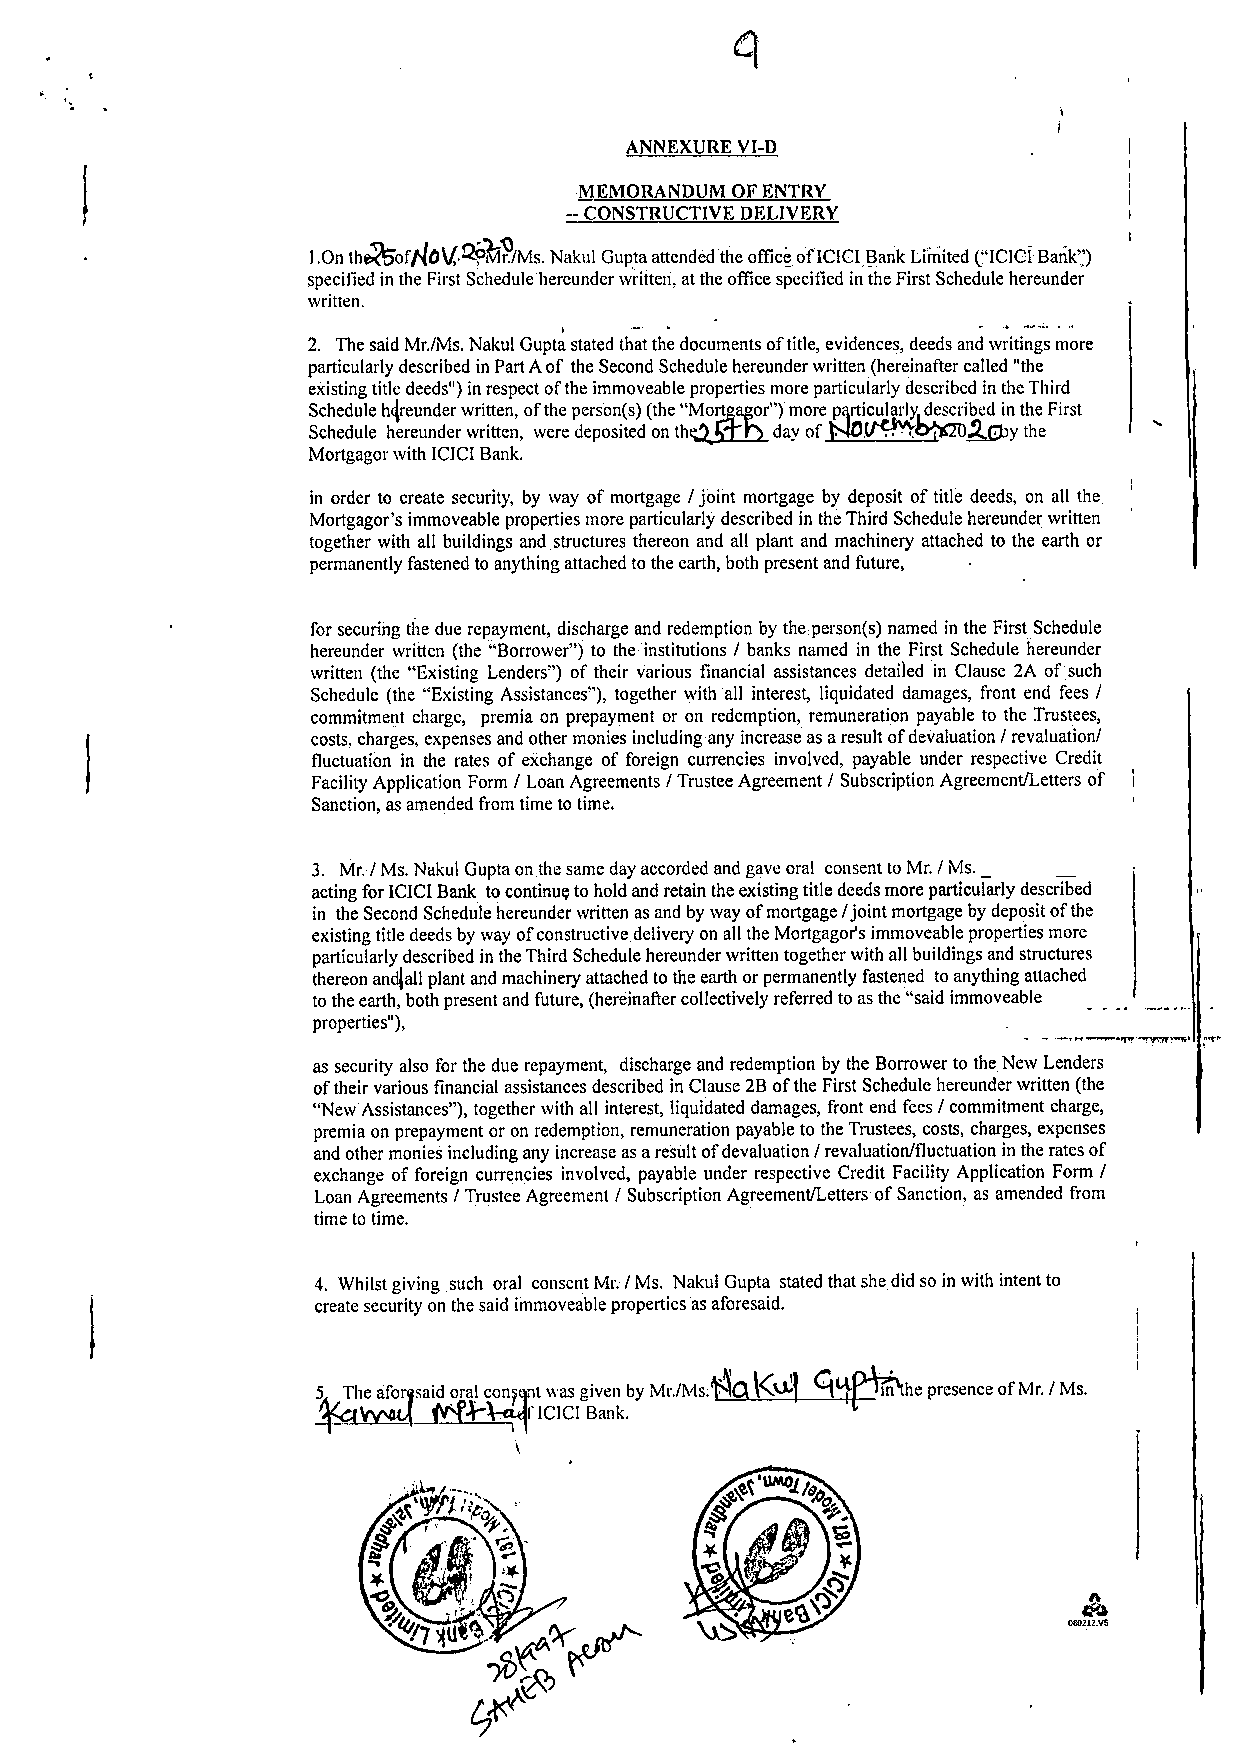 9
ANNEXURE VI-D
MEMORANDUM OF ENTRY
-- CONSTRUCTIVE DELIVERY
1.On the 25 of NOV, 2020 Mr./Ms. Nakul Gupta attended the office of ICICI Bank Limited ("ICICI Bank")
specified in the First Schedule hereunder written, at the office specified in the First Schedule hereunder
written.
2. The said Mr./Ms. Nakul Gupta stated that the documents of title, evidences, deeds and writings more
particularly described in Part A of the Second Schedule hereunder written (hereinafter called "the
existing title deeds") in respect of the immoveable properties more particularly described in the Third
Schedule hereunder written, of the person(s) (the "Mortgagor") more particularly described in the First
Schedule hereunder written, were deposited on the 25th day of November 2020 by the
Mortgagor with ICICI Bank.
in order to create security, by way of mortgage / joint mortgage by deposit of title deeds, on all the
Mortgagor's immoveable properties more particularly described in the Third Schedule hereunder written
together with all buildings and structures thereon and all plant and machinery attached to the earth or
permanently fastened to anything attached to the earth, both present and future,
for securing the due repayment, discharge and redemption by the person(s) named in the First Schedule
hereunder written (the "Borrower") to the institutions / banks named in the First Schedule hereunder
written (the "Existing Lenders") of their various financial assistances detailed in Clause 2A of such
Schedule (the "Existing Assistances"), together with all interest, liquidated damages, front end fees /
commitment charge, premia on prepayment or on redemption, remuneration payable to the Trustees,
costs, charges, expenses and other monies including any increase as a result of devaluation / revaluation/
fluctuation in the rates of exchange of foreign currencies involved, payable under respective Credit
Facility Application Form / Loan Agreements / Trustee Agreement / Subscription Agreement/Letters of
Sanction, as amended from time to time.
3. Mr. / Ms. Nakul Gupta on the same day accorded and gave oral consent to Mr. / Ms. _ __
acting for ICICI Bank to continue to hold and retain the existing title deeds more particularly described
in the Second Schedule hereunder written as and by way of mortgage / joint mortgage by deposit of the
existing title deeds by way of constructive delivery on all the Mortgagor's immoveable properties more
particularly described in the Third Schedule hereunder written together with all buildings and structures
thereon and all plant and machinery attached to the earth or permanently fastened to anything attached
to the earth, both present and future, (hereinafter collectively referred to as the "said immoveable
properties"),
as security also for the due repayment, discharge and redemption by the Borrower to the New Lenders
of their various financial assistances described in Clause 2B of the First Schedule hereunder written (the
"New Assistances"), together with all interest, liquidated damages, front end fees / commitment charge,
premia on prepayment or on redemption, remuneration payable to the Trustees, costs, charges, expenses
and other monies including any increase as a result of devaluation / revaluation/fluctuation in the rates of
exchange of foreign currencies involved, payable under respective Credit Facility Application Form /
Loan Agreements / Trustee Agreement / Subscription Agreement/Letters of Sanction, as amended from
time to time.
4. Whilst giving such oral consent Mr. / Ms. Nakul Gupta stated that she did so in with intent to
create security on the said immoveable properties as aforesaid.
5. The aforesaid oral consent was given by Mr./Ms. Nakul Gupta in the presence of Mr. / Ms.
Kamal Mittal of ICICI Bank.
ICICI Bank Limited ★ 187, Model Town, Jalandhar ★
ICICI Bank Limited ★ 187, Model Town, Jalandhar ★
SAHEB
080212.V5